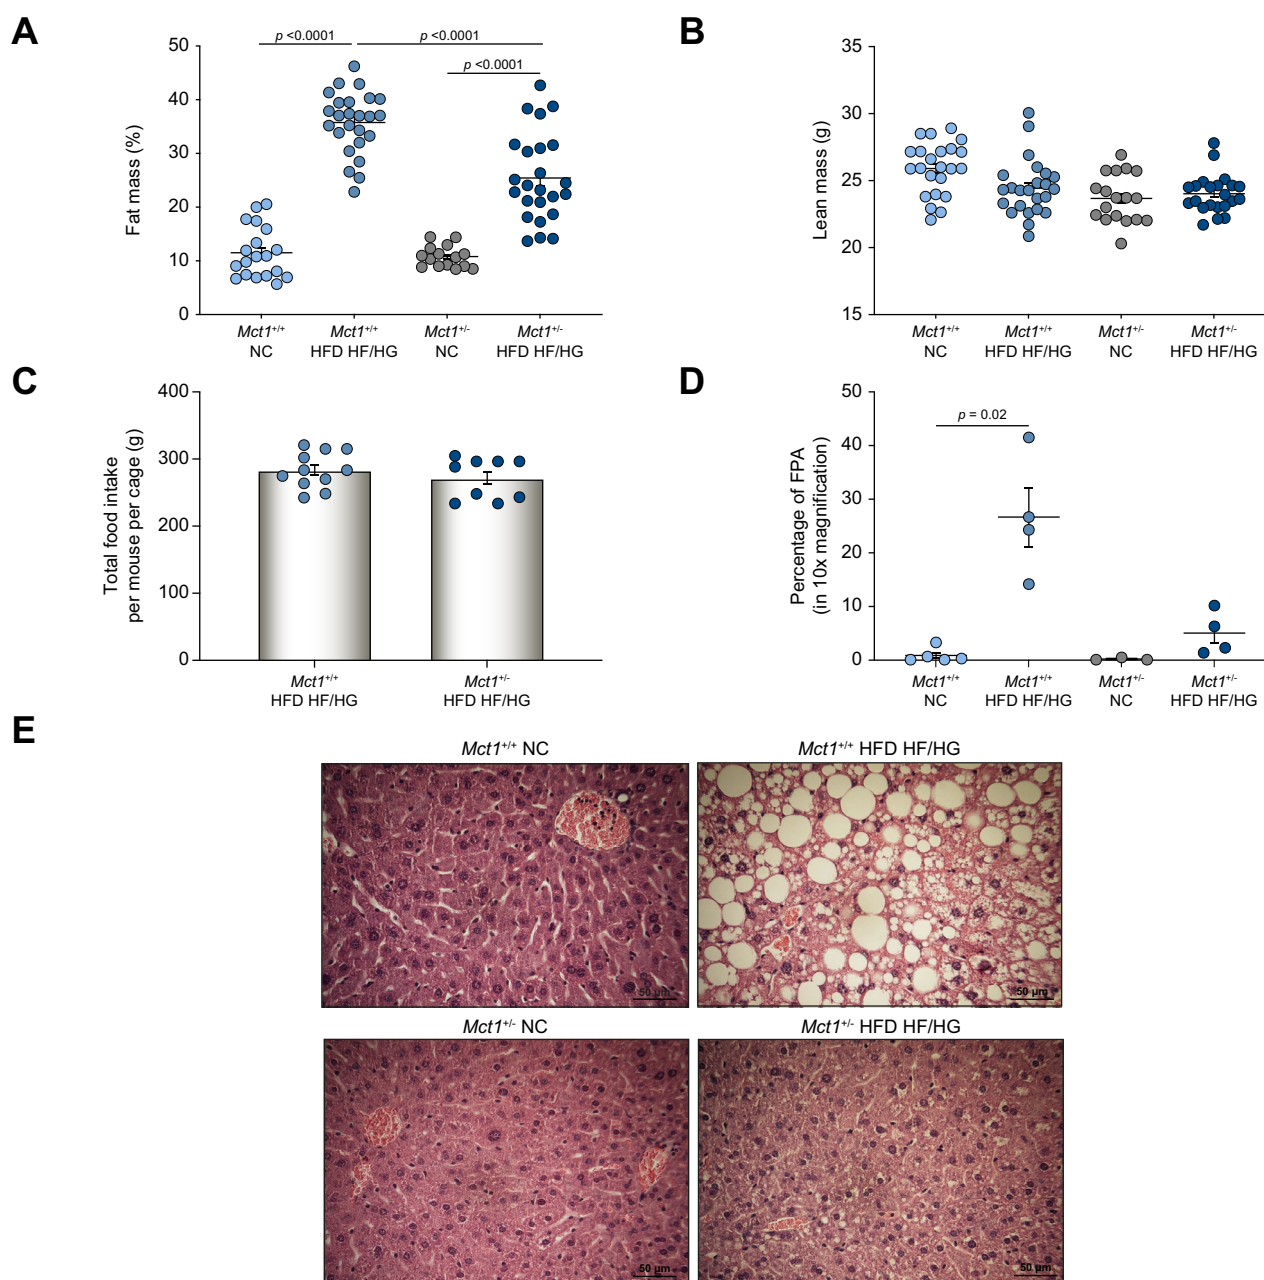 A
p <0.0001
p <0.0001
p <0.0001
Fat mass (%)
50
40
30
20
10
0
Mct1+/+ NC
Mct1+/+ HFD HF/HG
Mct1+/- NC
Mct1+/- HFD HF/HG
B
Lean mass (g)
35
30
25
20
15
Mct1+/+ NC
Mct1+/+ HFD HF/HG
Mct1+/- NC
Mct1+/- HFD HF/HG
C
Total food intake
per mouse per cage (g)
400
300
200
100
0
Mct1+/+
HFD HF/HG
Mct1+/-
HFD HF/HG
D
p = 0.02
Percentage of FPA
(in 10x magnification)
50
40
30
20
10
0
Mct1+/+ NC
Mct1+/+ HFD HF/HG
Mct1+/- NC
Mct1+/- HFD HF/HG
E
Mct1+/+ NC
Mct1+/+ HFD HF/HG
50 µm
50 µm
Mct1+/- NC
Mct1+/- HFD HF/HG
50 µm
50 µm